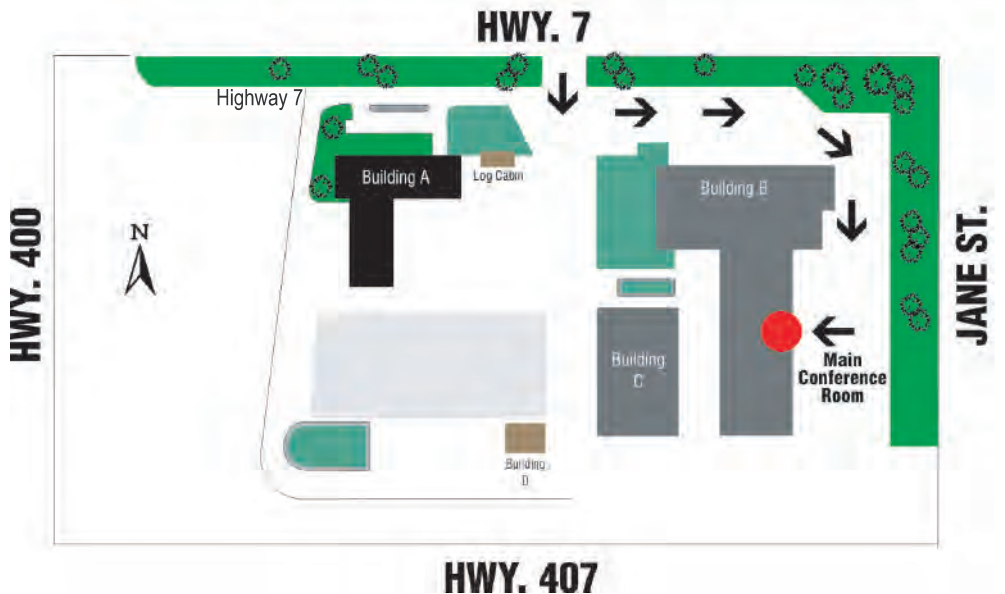 HWY. 7
Highway 7
Building A
Log Cabin
Building B
HWY. 400
N
JANE ST.
Building
C
Main
Conference
Room
Building
D
HWY. 407